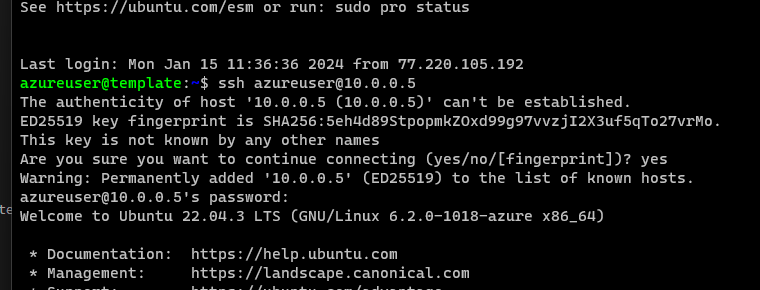 See https://ubuntu.com/esm or run: sudo pro status
Last login: Mon Jan 15 11:36:36 2024 from 77.220.105.192
azureuser@template:~$ ssh azureuser@10.0.0.5
The authenticity of host '10.0.0.5 (10.0.0.5)' can't be established.
ED25519 key fingerprint is SHA256:5eh4d89StpopmkZOxd99g97vvzjI2X3uf5qTo27vrMo.
This key is not known by any other names
Are you sure you want to continue connecting (yes/no/[fingerprint])? yes
Warning: Permanently added '10.0.0.5' (ED25519) to the list of known hosts.
azureuser@10.0.0.5's password:
Welcome to Ubuntu 22.04.3 LTS (GNU/Linux 6.2.0-1018-azure x86_64)
* Documentation: https://help.ubuntu.com
* Management: https://landscape.canonical.com
* Support: https://ubuntu.com/advantage